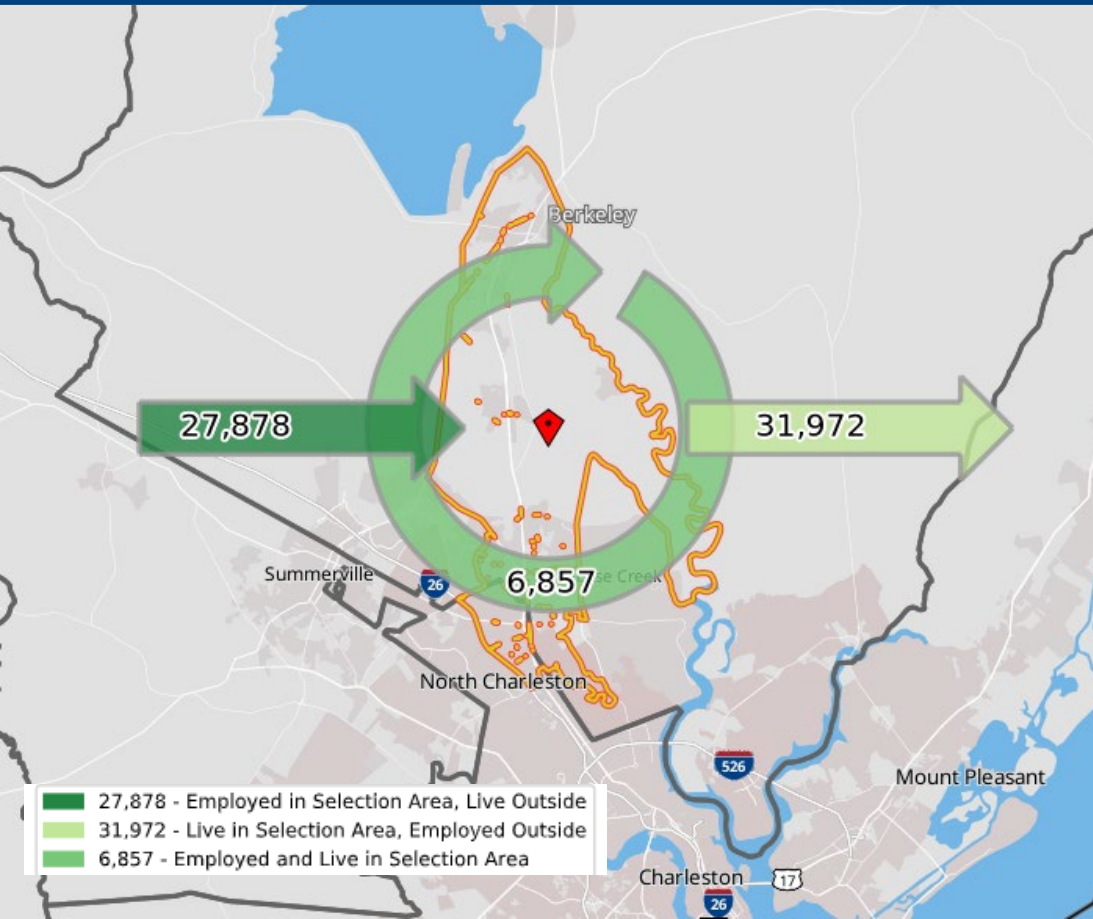 Berkeley
27,878
31,972
Summerville
26
6,857
se Creek
North Charleston
526
Mount Pleasant
27,878 - Employed in Selection Area, Live Outside
31,972 - Live in Selection Area, Employed Outside
6,857 - Employed and Live in Selection Area
Charleston
17
26